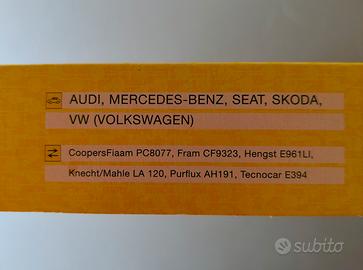 AUDI, MERCEDES-BENZ, SEAT, SKODA,
VW (VOLKSWAGEN)
CoopersFiaam PC8077, Fram CF9323, Hengst E961LI,
Knecht/Mahle LA 120, Purflux AH191, Tecnocar E394
subito